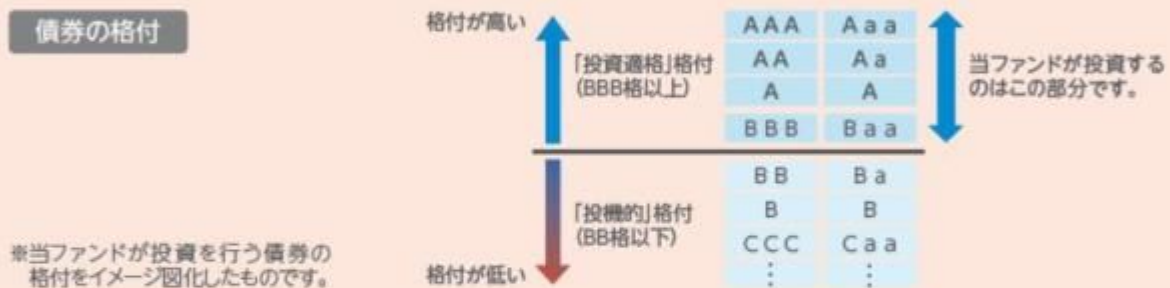 債券の格付
格付が高い
「投資適格」格付
(BBB格以上)
AAA Aaa
AA Aa
A A
BBB Baa
当ファンドが投資する
のはこの部分です。
「投機的」格付
(BB格以下)
BB Ba
B B
CCC Caa
⋮ ⋮
格付が低い
※当ファンドが投資を行う債券の
格付をイメージ図化したものです。